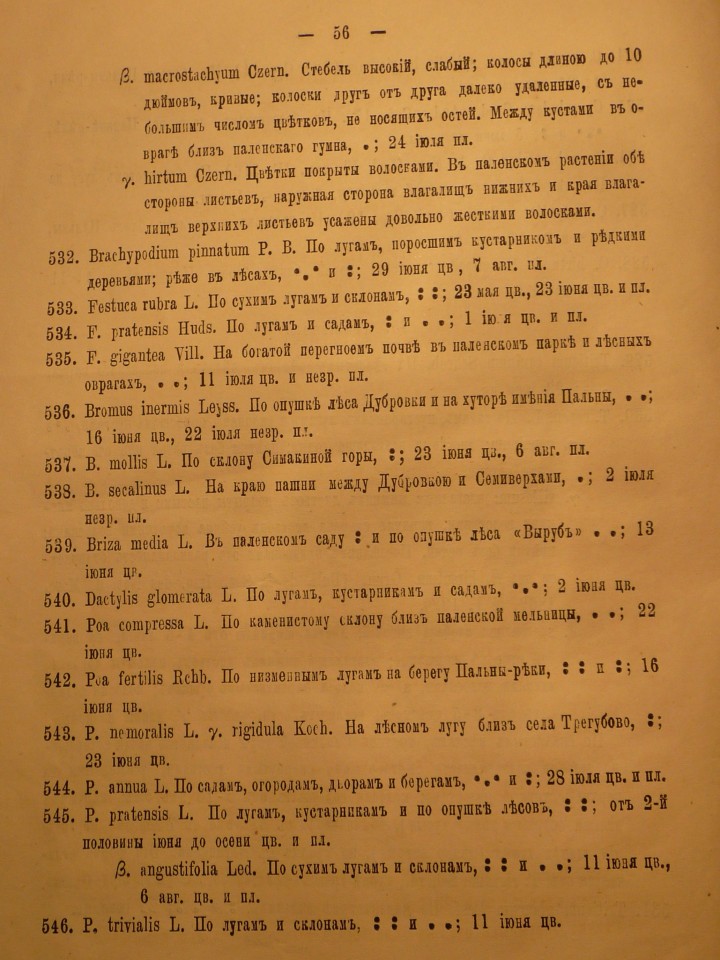 — 56 —
β. macrostachyum Czern. Стебель высокій, слабый; колосы длиною до 10
дюймовъ, кривые; колоски другъ отъ друга далеко удаленные, съ не-
большимъ числомъ цвѣтковъ, не носящихъ остей. Между кустами въ о-
врагѣ близъ паленскаго гумна, •; 24 іюля пл.
γ. hirtum Czern. Цвѣтки покрыты волосками. Въ паленскомъ растеніи обѣ
стороны листьевъ, наружная сторона влагалищъ нижнихъ и края влага-
лищъ верхнихъ листьевъ усажены довольно жесткими волосками.
532. Brachypodium pinnatum P. B. По лугамъ, поросшимъ кустарникомъ и рѣдкими
деревьями; рѣже въ лѣсахъ, •.• и :; 29 іюня цв., 7 авг. пл.
533. Festuca rubra L. По сухимъ лугамъ и склонамъ, : :; 23 мая цв., 23 іюня цв. и пл.
534. F. pratensis Huds. По лугамъ и садамъ, : и • •; 1 іюля цв. и пл.
535. F. gigantea Vill. На богатой перегноемъ почвѣ въ паленскомъ паркѣ и лѣсныхъ
оврагахъ, • •; 11 іюля цв. и незр. пл.
536. Bromus inermis Leyss. По опушкѣ лѣса Дубровки и на хуторѣ имѣнія Пальны, • •;
16 іюня цв., 22 іюля незр. пл.
537. B. mollis L. По склону Симакиной горы, :; 23 іюня цв., 6 авг. пл.
538. B. secalinus L. На краю пашни между Дубровкою и Семиверхами, •; 2 іюля
незр. пл.
539. Briza media L. Въ паленскомъ саду : и по опушкѣ лѣса «Вырубъ» • •; 13
іюня цв.
540. Dactylis glomerata L. По лугамъ, кустарникамъ и садамъ, •.•; 2 іюня цв.
541. Poa compressa L. По каменистому склону близъ паленской мельницы, • •; 22
іюня цв.
542. Poa fertilis Rchb. По низменнымъ лугамъ на берегу Пальны-рѣки, : : и :; 16
іюня цв.
543. P. nemoralis L. γ. rigidula Koch. На лѣсномъ лугу близъ села Трегубово, :;
23 іюня цв.
544. P. annua L. По садамъ, огородамъ, дворамъ и берегамъ, •.• и :; 28 іюля цв. и пл.
545. P. pratensis L. По лугамъ, кустарникамъ и по опушкѣ лѣсовъ, : :; отъ 2-й
половины іюня до осени цв. и пл.
β. angustifolia Led. По сухимъ лугамъ и склонамъ, : : и • •; 11 іюня цв.,
6 авг. цв. и пл.
546. P. trivialis L. По лугамъ и склонамъ, : : и • •; 11 іюня цв.